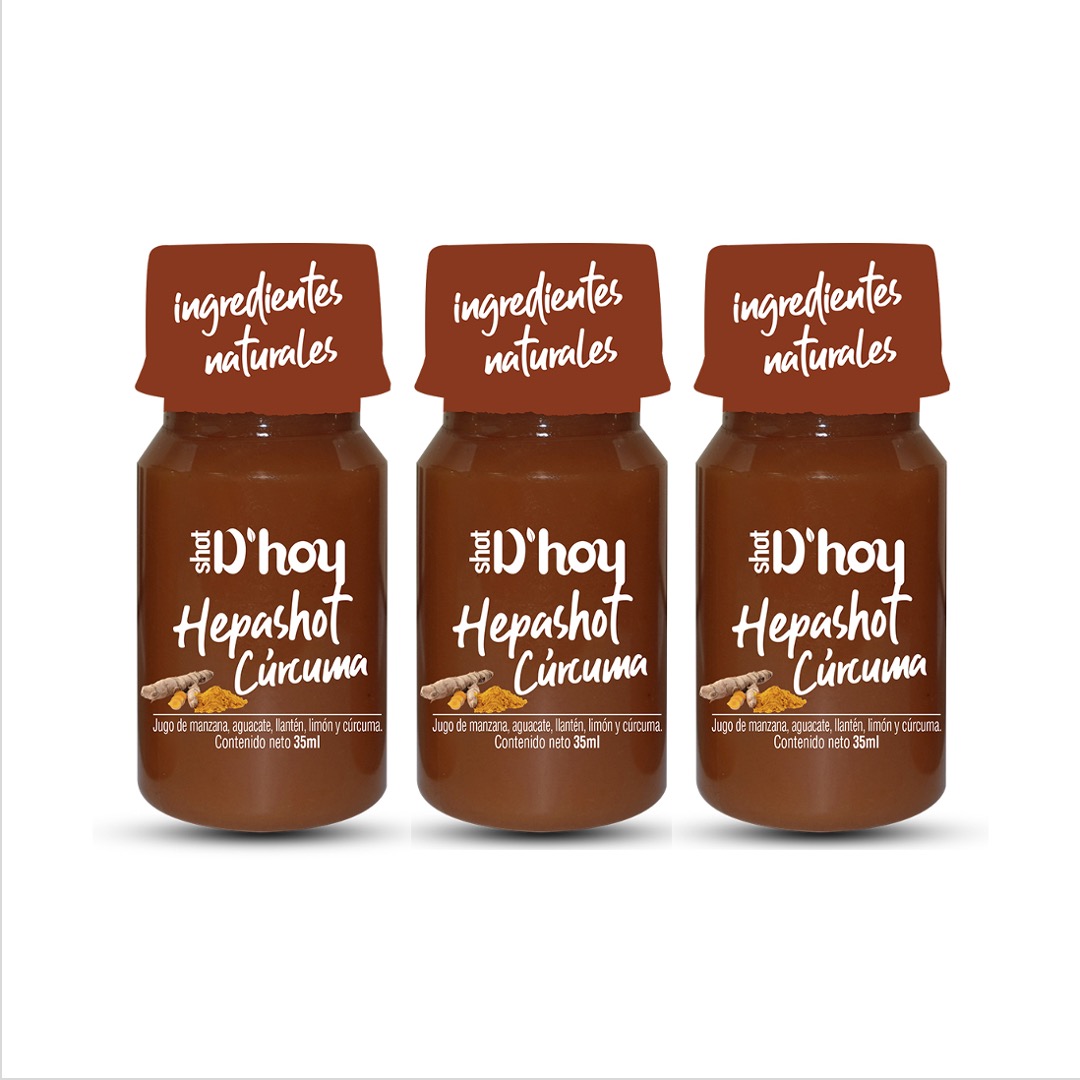 ingredientes
naturales
shot D'hoy
Hepashot
Cúrcuma
Jugo de manzana, aguacate, llantén, limón y cúrcuma.
Contenido neto 35ml
ingredientes
naturales
shot D'hoy
Hepashot
Cúrcuma
Jugo de manzana, aguacate, llantén, limón y cúrcuma.
Contenido neto 35ml
ingredientes
naturales
shot D'hoy
Hepashot
Cúrcuma
Jugo de manzana, aguacate, llantén, limón y cúrcuma.
Contenido neto 35ml